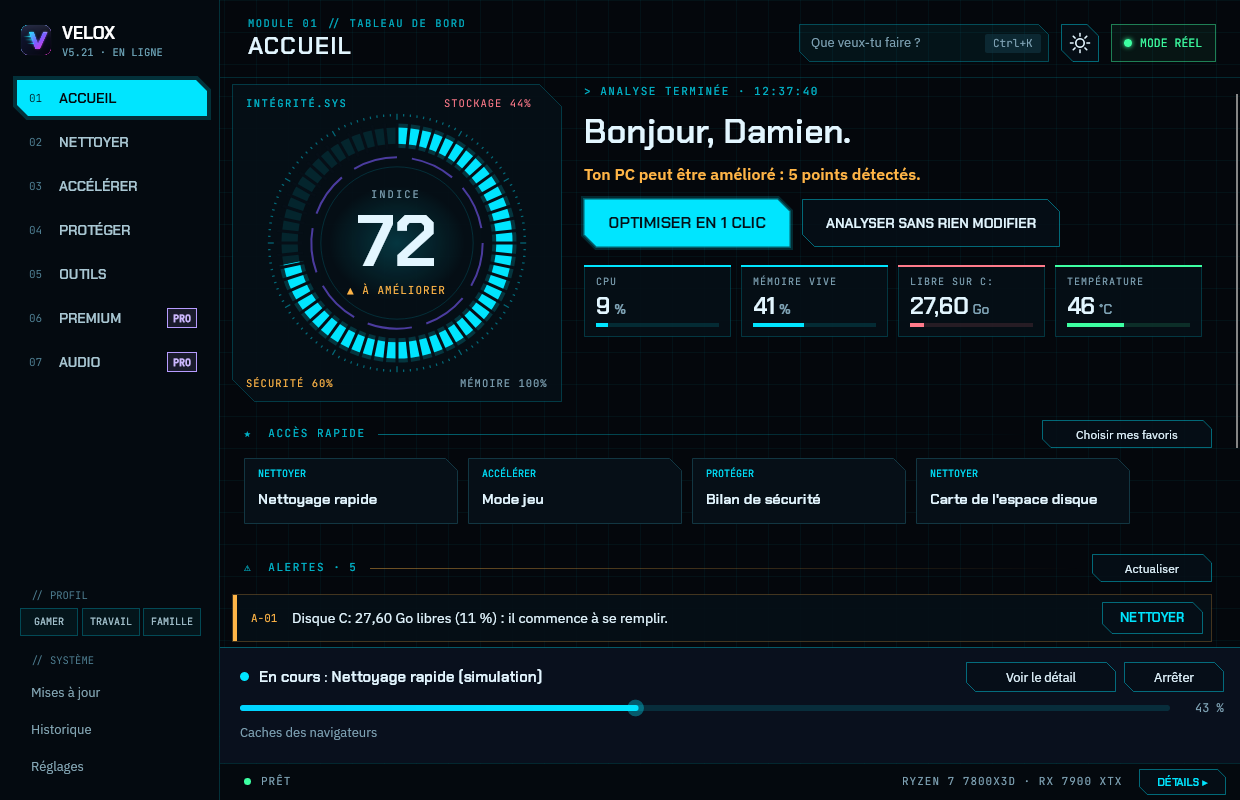 VELOX
V5.21 · EN LIGNE
01 ACCUEIL
02 NETTOYER
03 ACCÉLÉRER
04 PROTÉGER
05 OUTILS
06 PREMIUM PRO
07 AUDIO PRO
// PROFIL
GAMER TRAVAIL FAMILLE
// SYSTÈME
Mises à jour
Historique
Réglages
MODULE 01 // TABLEAU DE BORD
ACCUEIL
Que veux-tu faire ? Ctrl+K
MODE RÉEL
INTÉGRITÉ.SYS STOCKAGE 44%
INDICE
72
▲ À AMÉLIORER
SÉCURITÉ 60% MÉMOIRE 100%
> ANALYSE TERMINÉE · 12:37:40
Bonjour, Damien.
Ton PC peut être amélioré : 5 points détectés.
OPTIMISER EN 1 CLIC ANALYSER SANS RIEN MODIFIER
CPU
9 %
MÉMOIRE VIVE
41 %
LIBRE SUR C:
27,60 Go
TEMPÉRATURE
46 °C
★ ACCÈS RAPIDE Choisir mes favoris
NETTOYER
Nettoyage rapide
ACCÉLÉRER
Mode jeu
PROTÉGER
Bilan de sécurité
NETTOYER
Carte de l'espace disque
⚠ ALERTES · 5 Actualiser
A-01 Disque C: 27,60 Go libres (11 %) : il commence à se remplir. NETTOYER
En cours : Nettoyage rapide (simulation) Voir le détail Arrêter
43 %
Caches des navigateurs
PRÊT RYZEN 7 7800X3D · RX 7900 XTX DÉTAILS ▸